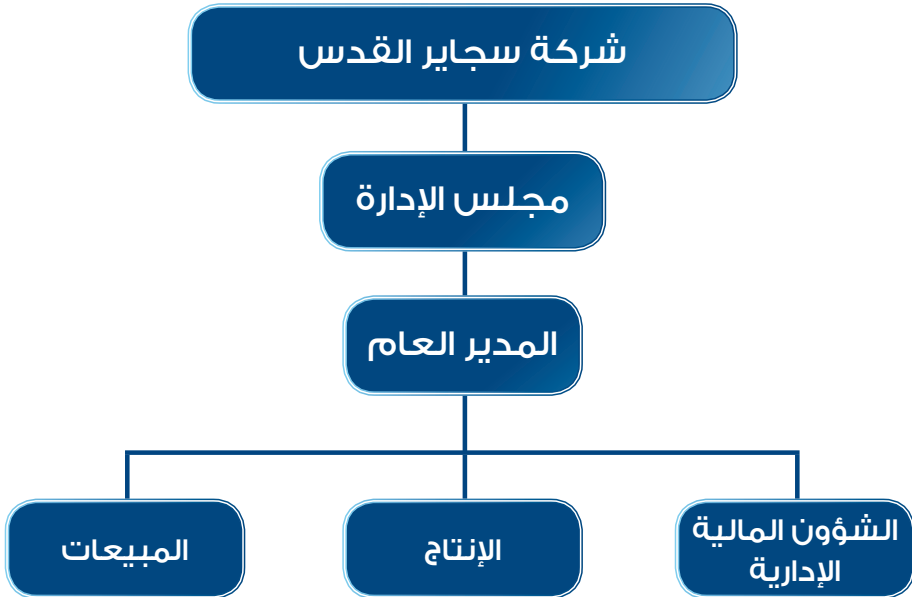 شركة سجاير القدس
مجلس الإدارة
المدير العام
الشؤون المالية
الإدارية
الإنتاج
المبيعات